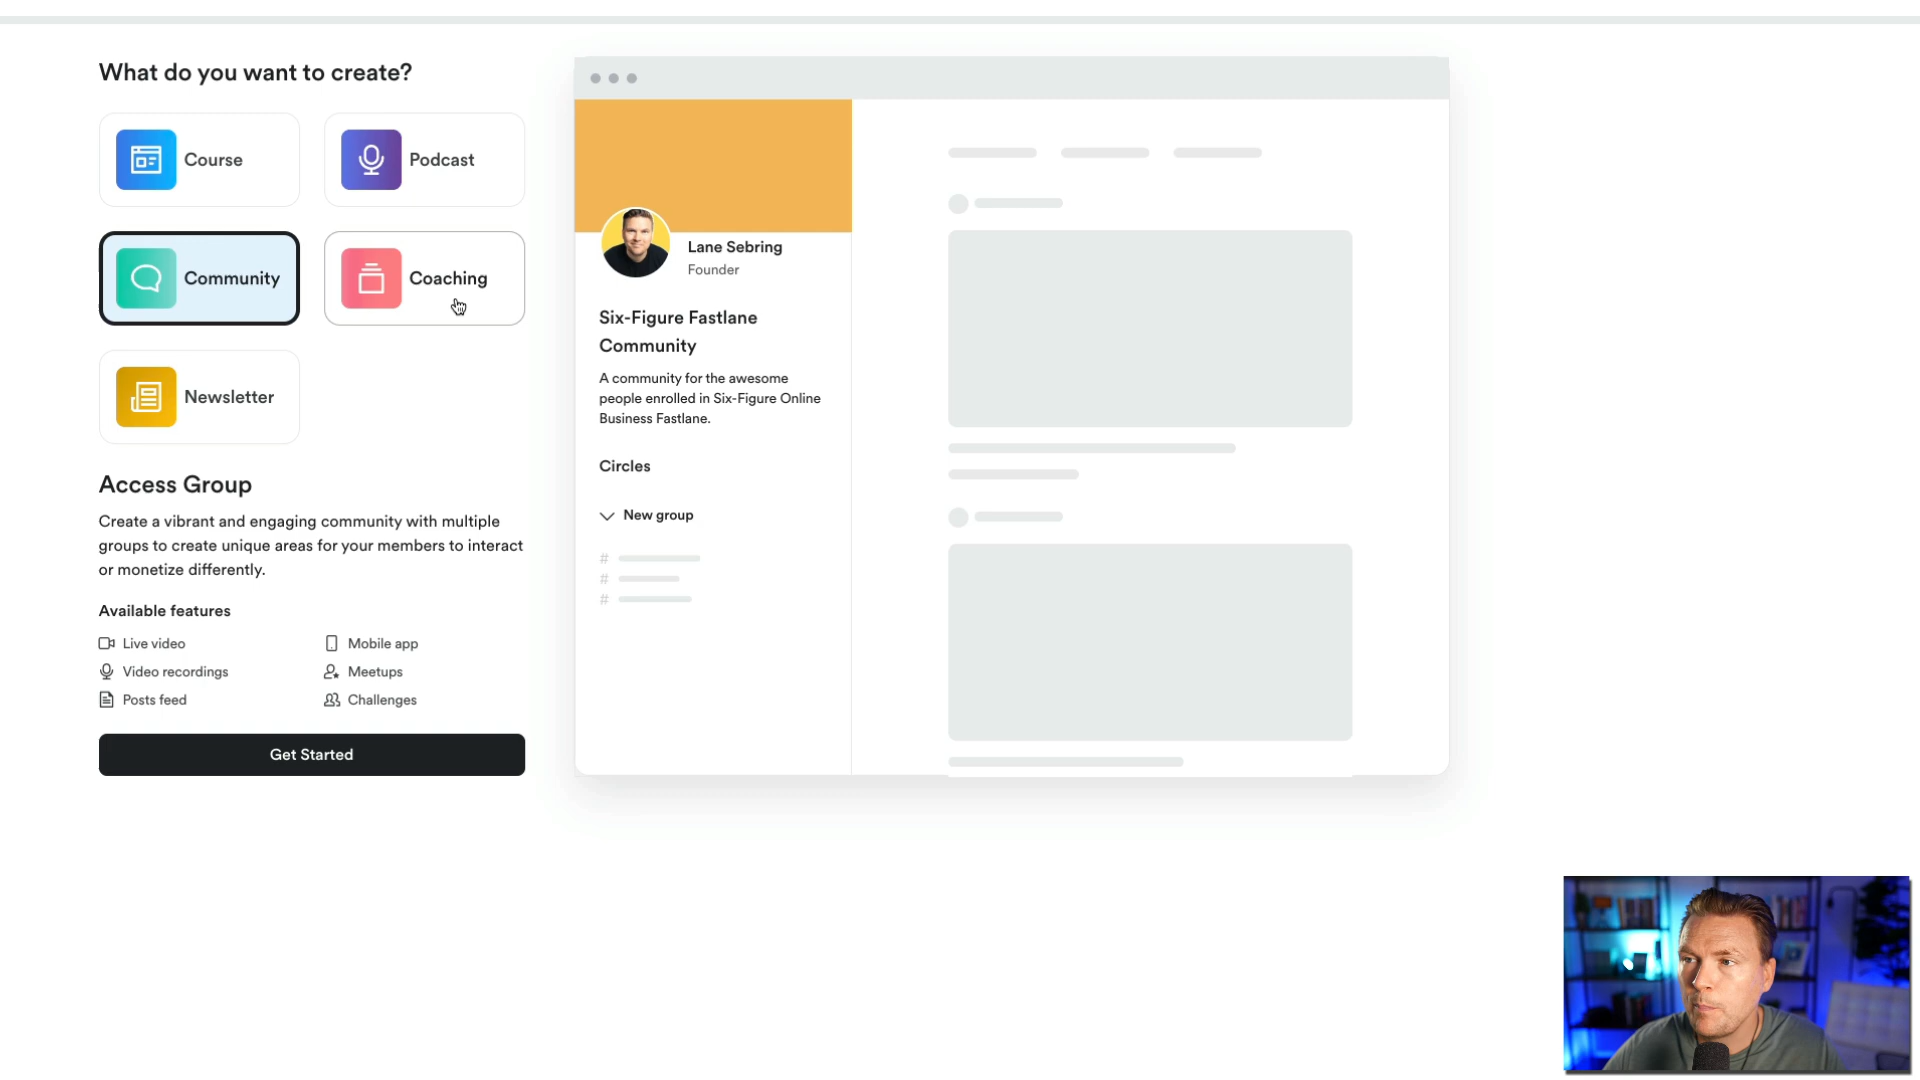 What do you want to create?
Course
Podcast
Community
Coaching
Newsletter
Access Group
Create a vibrant and engaging community with multiple
groups to create unique areas for your members to interact
or monetize differently.
Available features
Live video
Mobile app
Video recordings
Meetups
Posts feed
Challenges
Get Started
Lane Sebring
Founder
Six-Figure Fastlane
Community
A community for the awesome
people enrolled in Six-Figure Online
Business Fastlane.
Circles
New group
#
#
#